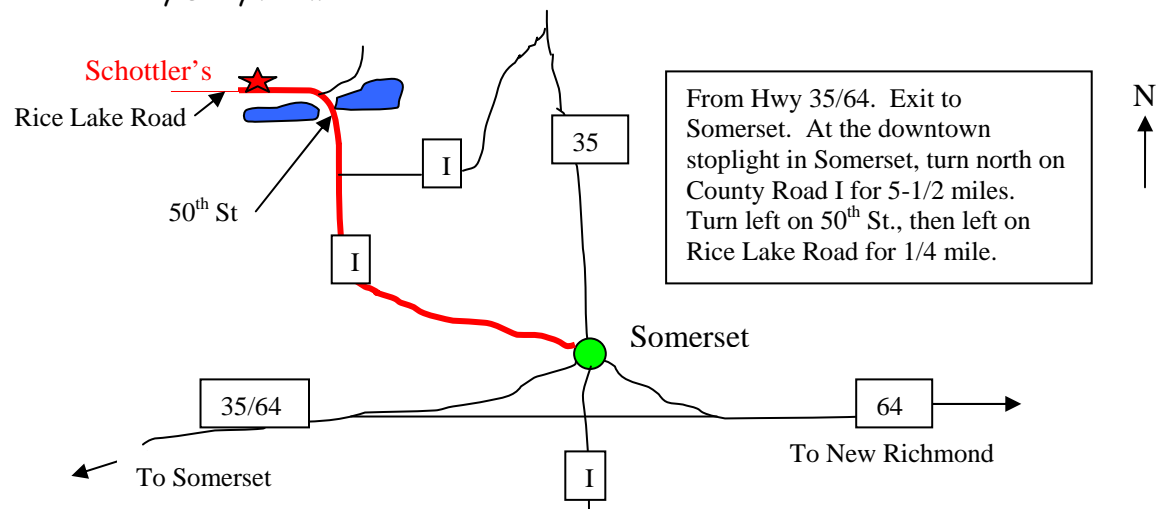 Schottler’s
Rice Lake Road
50th St
I
I
35
From Hwy 35/64. Exit to
Somerset. At the downtown
stoplight in Somerset, turn north on
County Road I for 5-1/2 miles.
Turn left on 50th St., then left on
Rice Lake Road for 1/4 mile.
N
Somerset
35/64
64
To Somerset
I
To New Richmond